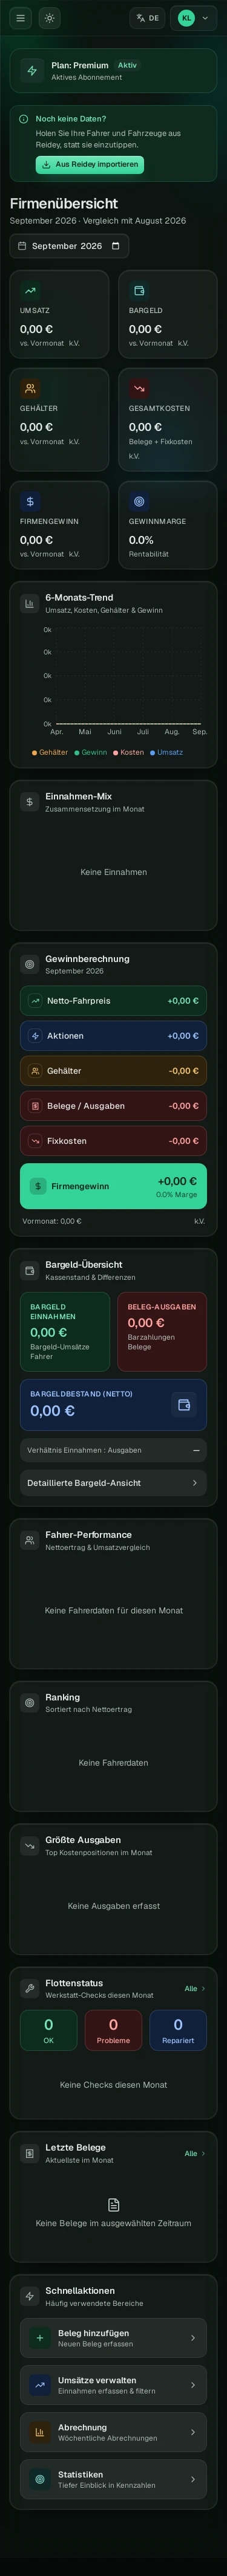 DE
KL
Plan: Premium Aktiv
Aktives Abonnement
Noch keine Daten?
Holen Sie Ihre Fahrer und Fahrzeuge aus
Reidey, statt sie einzutippen.
Aus Reidey importieren
Firmenübersicht
September 2026 · Vergleich mit August 2026
September 2026
UMSATZ
0,00 €
vs. Vormonat k.V.
BARGELD
0,00 €
vs. Vormonat k.V.
GEHÄLTER
0,00 €
vs. Vormonat k.V.
GESAMTKOSTEN
0,00 €
Belege + Fixkosten
k.V.
FIRMENGEWINN
0,00 €
vs. Vormonat k.V.
GEWINNMARGE
0.0%
Rentabilität
6-Monats-Trend
Umsatz, Kosten, Gehälter & Gewinn
0k
0k
0k
0k
0k
Apr. Mai Juni Juli Aug. Sep.
Gehälter Gewinn Kosten Umsatz
Einnahmen-Mix
Zusammensetzung im Monat
Keine Einnahmen
Gewinnberechnung
September 2026
Netto-Fahrpreis +0,00 €
Aktionen +0,00 €
Gehälter -0,00 €
Belege / Ausgaben -0,00 €
Fixkosten -0,00 €
Firmengewinn +0,00 €
0.0% Marge
Vormonat: 0,00 € k.V.
Bargeld-Übersicht
Kassenstand & Differenzen
BARGELD
EINNAHMEN
0,00 €
Bargeld-Umsätze
Fahrer
BELEG-AUSGABEN
0,00 €
Barzahlungen
Belege
BARGELDBESTAND (NETTO)
0,00 €
Verhältnis Einnahmen : Ausgaben —
Detaillierte Bargeld-Ansicht
Fahrer-Performance
Nettoertrag & Umsatzvergleich
Keine Fahrerdaten für diesen Monat
Ranking
Sortiert nach Nettoertrag
Keine Fahrerdaten
Größte Ausgaben
Top Kostenpositionen im Monat
Keine Ausgaben erfasst
Flottenstatus
Werkstatt-Checks diesen Monat
Alle
0
OK
0
Probleme
0
Repariert
Keine Checks diesen Monat
Letzte Belege
Aktuellste im Monat
Alle
Keine Belege im ausgewählten Zeitraum
Schnellaktionen
Häufig verwendete Bereiche
Beleg hinzufügen
Neuen Beleg erfassen
Umsätze verwalten
Einnahmen erfassen & filtern
Abrechnung
Wöchentliche Abrechnungen
Statistiken
Tiefer Einblick in Kennzahlen